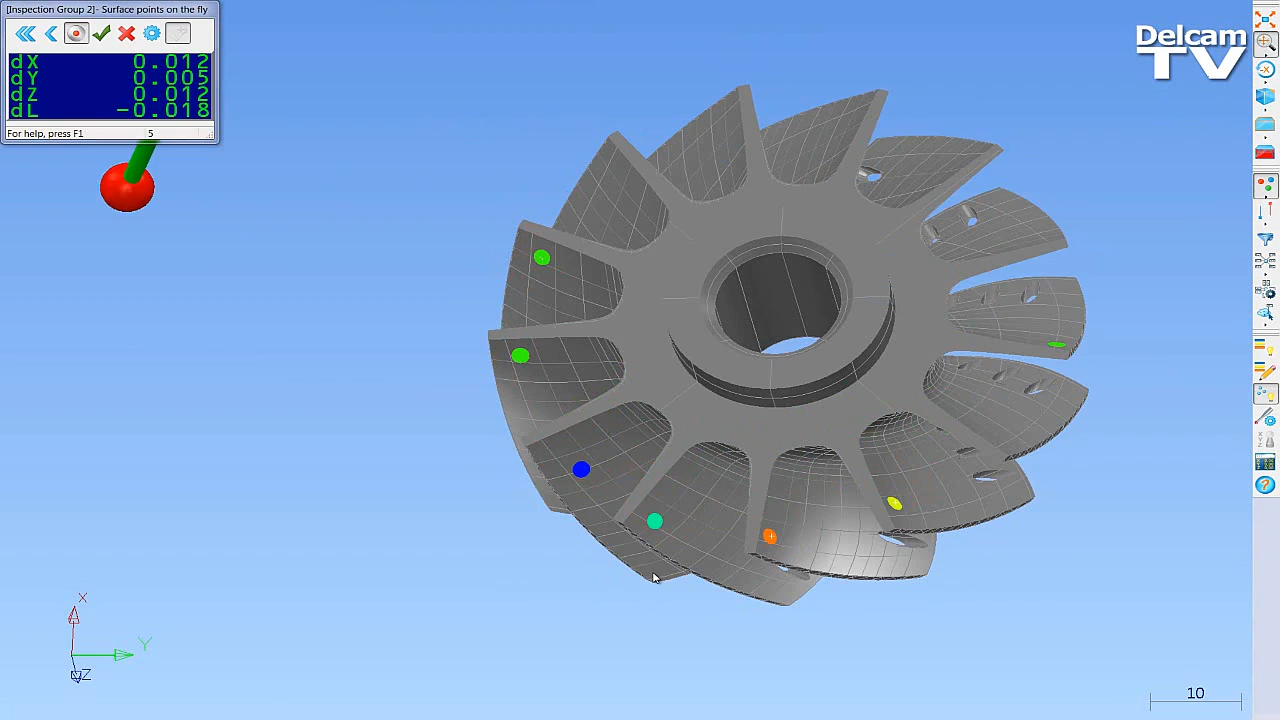 [Inspection Group 2]- Surface points on the fly
dX 0.012
dY 0.005
dZ 0.012
dL -0.018
For help, press F1 5
Delcam
TV
X
Y
Z
10